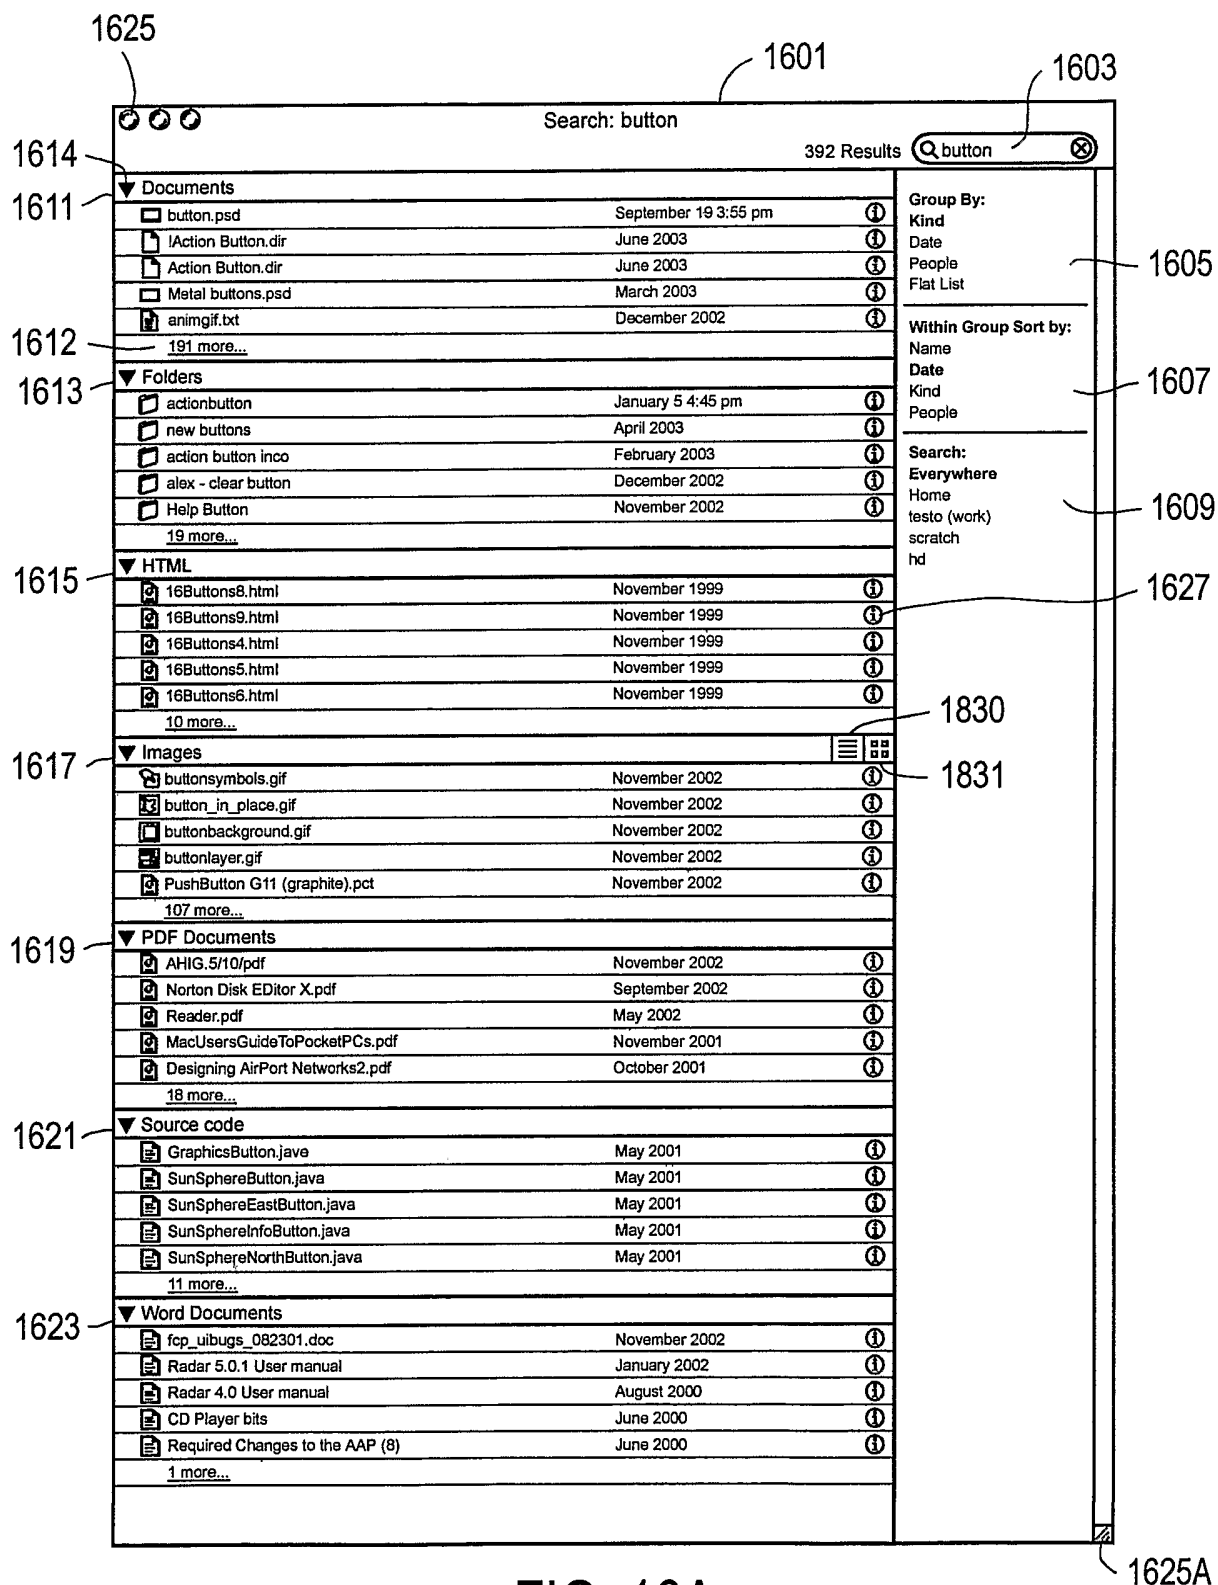 1625
1601
1603
Search: button
392 Results
button
1614
1611
Documents
button.psd September 19 3:55 pm
!Action Button.dir June 2003
Action Button.dir June 2003
Metal buttons.psd March 2003
animgif.txt December 2002
1612
191 more...
Group By:
Kind
Date
People
Flat List
1605
Within Group Sort by:
Name
Date
Kind
People
1607
Search:
Everywhere
Home
testo (work)
scratch
hd
1609
1613
Folders
actionbutton January 5 4:45 pm
new buttons April 2003
action button inco February 2003
alex - clear button December 2002
Help Button November 2002
19 more...
1615
HTML
16Buttons8.html November 1999
16Buttons9.html November 1999
1627
16Buttons4.html November 1999
16Buttons5.html November 1999
16Buttons6.html November 1999
10 more...
1830
1617
Images
1831
buttonsymbols.gif November 2002
button_in_place.gif November 2002
buttonbackground.gif November 2002
buttonlayer.gif November 2002
PushButton G11 (graphite).pct November 2002
107 more...
1619
PDF Documents
AHIG.5/10/pdf November 2002
Norton Disk EDitor X.pdf September 2002
Reader.pdf May 2002
MacUsersGuideToPocketPCs.pdf November 2001
Designing AirPort Networks2.pdf October 2001
18 more...
1621
Source code
GraphicsButton.jave May 2001
SunSphereButton.java May 2001
SunSphereEastButton.java May 2001
SunSphereInfoButton.java May 2001
SunSphereNorthButton.java May 2001
11 more...
1623
Word Documents
fcp_uibugs_082301.doc November 2002
Radar 5.0.1 User manual January 2002
Radar 4.0 User manual August 2000
CD Player bits June 2000
Required Changes to the AAP (8) June 2000
1 more...
1625A